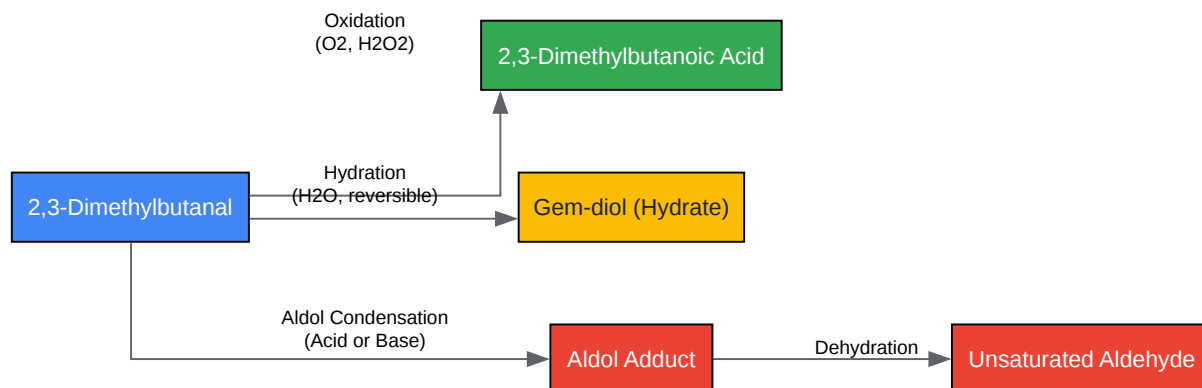 Oxidation
(O2, H2O2)
2,3-Dimethylbutanoic Acid
Hydration
(H2O, reversible)
2,3-Dimethylbutanal
Gem-diol (Hydrate)
Aldol Condensation
(Acid or Base)
Aldol Adduct
Dehydration
Unsaturated Aldehyde